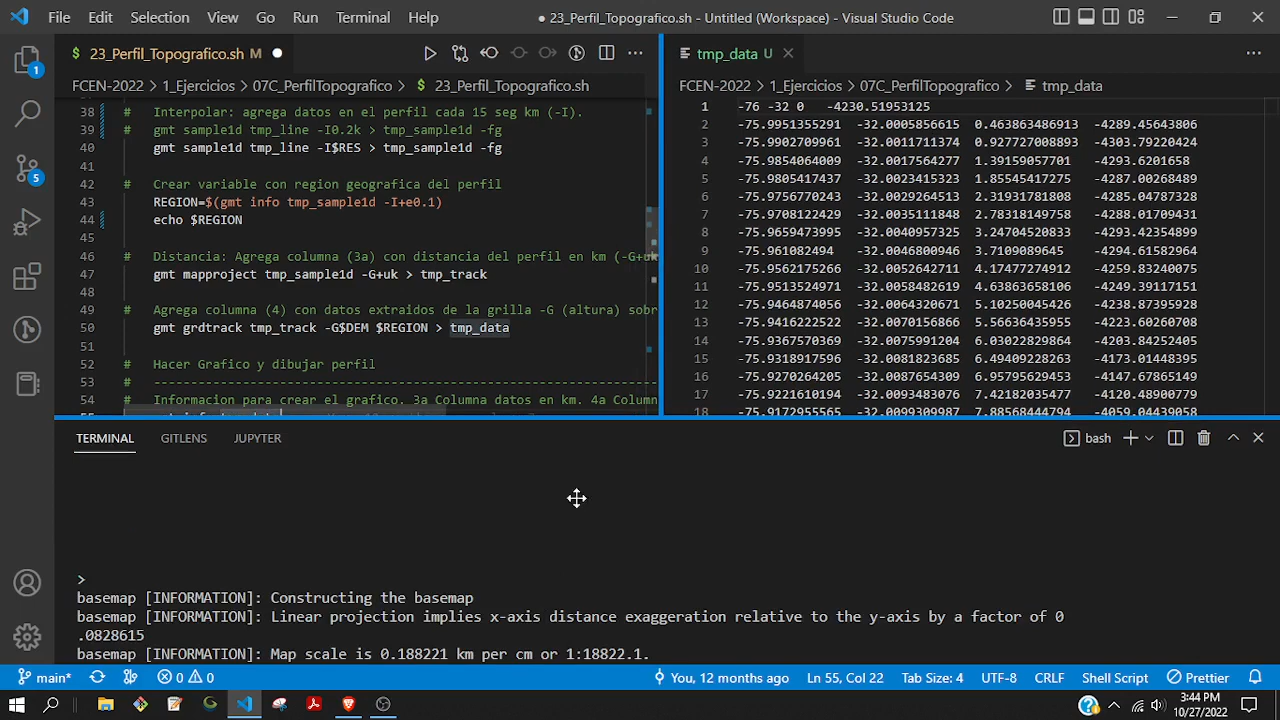 File Edit Selection View Go Run Terminal Help ● 23_Perfil_Topografico.sh - Untitled (Workspace) - Visual Studio Code
$ 23_Perfil_Topografico.sh M ●
tmp_data U
FCEN-2022 > 1_Ejercicios > 07C_PerfilTopografico > $ 23_Perfil_Topografico.sh
38 # Interpolar: agrega datos en el perfil cada 15 seg km (-I).
39 # gmt sample1d tmp_line -I0.2k > tmp_sample1d -fg
40 gmt sample1d tmp_line -I$RES > tmp_sample1d -fg
41
42 # Crear variable con region geografica del perfil
43 REGION=$(gmt info tmp_sample1d -I+e0.1)
44 echo $REGION
45
46 # Distancia: Agrega columna (3a) con distancia del perfil en km (-G+uk
47 gmt mapproject tmp_sample1d -G+uk > tmp_track
48
49 # Agrega columna (4) con datos extraidos de la grilla -G (altura) sobr
50 gmt grdtrack tmp_track -G$DEM $REGION > tmp_data
51
52 # Hacer Grafico y dibujar perfil
53 # ---------------------------------------------------------
54 # Informacion para crear el grafico. 3a Columna datos en km. 4a Column
FCEN-2022 > 1_Ejercicios > 07C_PerfilTopografico > tmp_data
1 -76 -32 0 -4230.51953125
2 -75.9951355291 -32.0005856615 0.463863486913 -4289.45643806
3 -75.9902709961 -32.0011711374 0.927727008893 -4303.79220424
4 -75.9854064009 -32.0017564277 1.39159057701 -4293.6201658
5 -75.9805417437 -32.0023415323 1.85545417275 -4287.00268489
6 -75.9756770243 -32.0029264513 2.31931781808 -4285.04787328
7 -75.9708122429 -32.0035111848 2.78318149758 -4288.01709431
8 -75.9659473995 -32.0040957326 3.24704520833 -4293.42354899
9 -75.961082494 -32.0046800946 3.7109089645 -4294.61582964
10 -75.9562175266 -32.0052642711 4.17477274912 -4259.83240075
11 -75.9513524971 -32.0058482619 4.63863658106 -4249.39117151
12 -75.9464874056 -32.0064320671 5.10250045426 -4238.87395928
13 -75.9416222522 -32.0070156866 5.56636435955 -4223.60260708
14 -75.9367570369 -32.0075991204 6.03022829864 -4203.84252405
15 -75.9318917596 -32.0081823685 6.49409228263 -4173.01448395
16 -75.9270264205 -32.0087654309 6.95795629453 -4147.67865149
17 -75.9221610194 -32.0093483076 7.42182035477 -4120.48900779
18 -75.9172955565 -32.0099309987 7.88568444794 -4059.04439058
TERMINAL GITLENS JUPYTER
bash
>
basemap [INFORMATION]: Constructing the basemap
basemap [INFORMATION]: Linear projection implies x-axis distance exaggeration relative to the y-axis by a factor of 0
.0828615
basemap [INFORMATION]: Map scale is 0.188221 km per cm or 1:18822.1.
main* 0 0 You, 12 months ago Ln 55, Col 22 Tab Size: 4 UTF-8 CRLF Shell Script Prettier
1
5
3:44 PM
10/27/2022